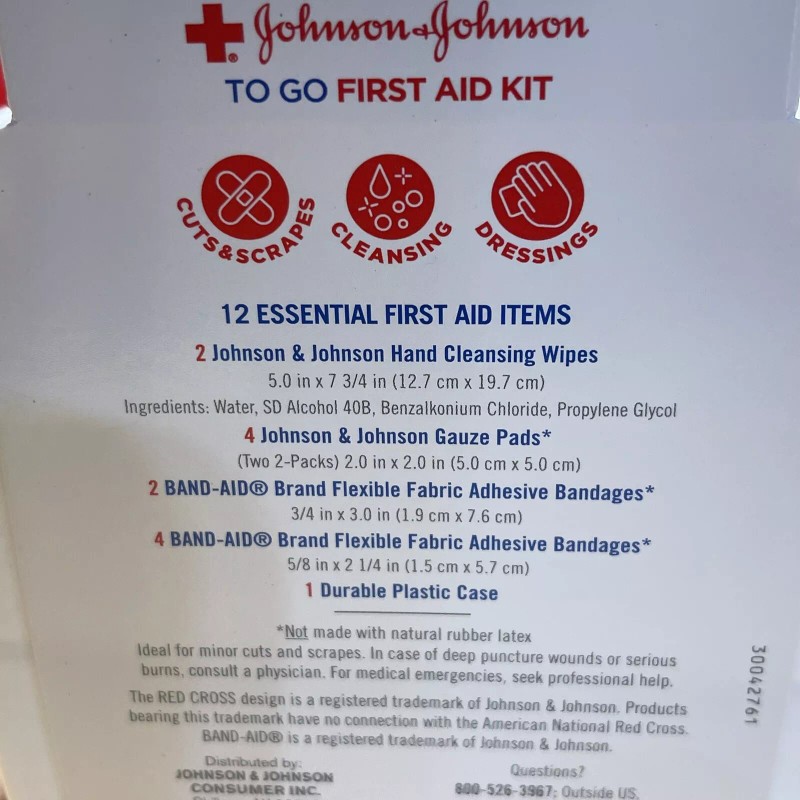 Johnson & Johnson
TO GO FIRST AID KIT
CUTS & SCRAPES
CLEANSING
DRESSINGS
12 ESSENTIAL FIRST AID ITEMS
2 Johnson & Johnson Hand Cleansing Wipes
5.0 in x 7 3/4 in (12.7 cm x 19.7 cm)
Ingredients: Water, SD Alcohol 40B, Benzalkonium Chloride, Propylene Glycol
4 Johnson & Johnson Gauze Pads*
(Two 2-Packs) 2.0 in x 2.0 in (5.0 cm x 5.0 cm)
2 BAND-AID® Brand Flexible Fabric Adhesive Bandages*
3/4 in x 3.0 in (1.9 cm x 7.6 cm)
4 BAND-AID® Brand Flexible Fabric Adhesive Bandages*
5/8 in x 2 1/4 in (1.5 cm x 5.7 cm)
1 Durable Plastic Case
*Not made with natural rubber latex
Ideal for minor cuts and scrapes. In case of deep puncture wounds or serious
burns, consult a physician. For medical emergencies, seek professional help.
The RED CROSS design is a registered trademark of Johnson & Johnson. Products
bearing this trademark have no connection with the American National Red Cross.
BAND-AID® is a registered trademark of Johnson & Johnson.
30042761
Distributed by:
JOHNSON & JOHNSON
CONSUMER INC.
Questions?
800-526-3967; Outside US,